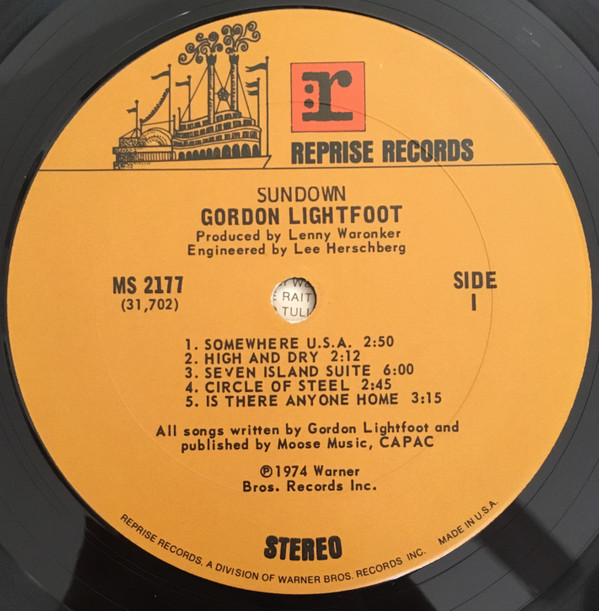 r
REPRISE RECORDS
SUNDOWN
GORDON LIGHTFOOT
Produced by Lenny Waronker
Engineered by Lee Herschberg
MS 2177
(31,702)
SIDE
1
RAIT
TULL
1. SOMEWHERE U.S.A. 2:50
2. HIGH AND DRY 2:12
3. SEVEN ISLAND SUITE 6:00
4. CIRCLE OF STEEL 2:45
5. IS THERE ANYONE HOME 3:15
All songs written by Gordon Lightfoot and
published by Moose Music, CAPAC
℗1974 Warner
Bros. Records Inc.
STEREO
REPRISE RECORDS, A DIVISION OF WARNER BROS. RECORDS INC. MADE IN U.S.A.